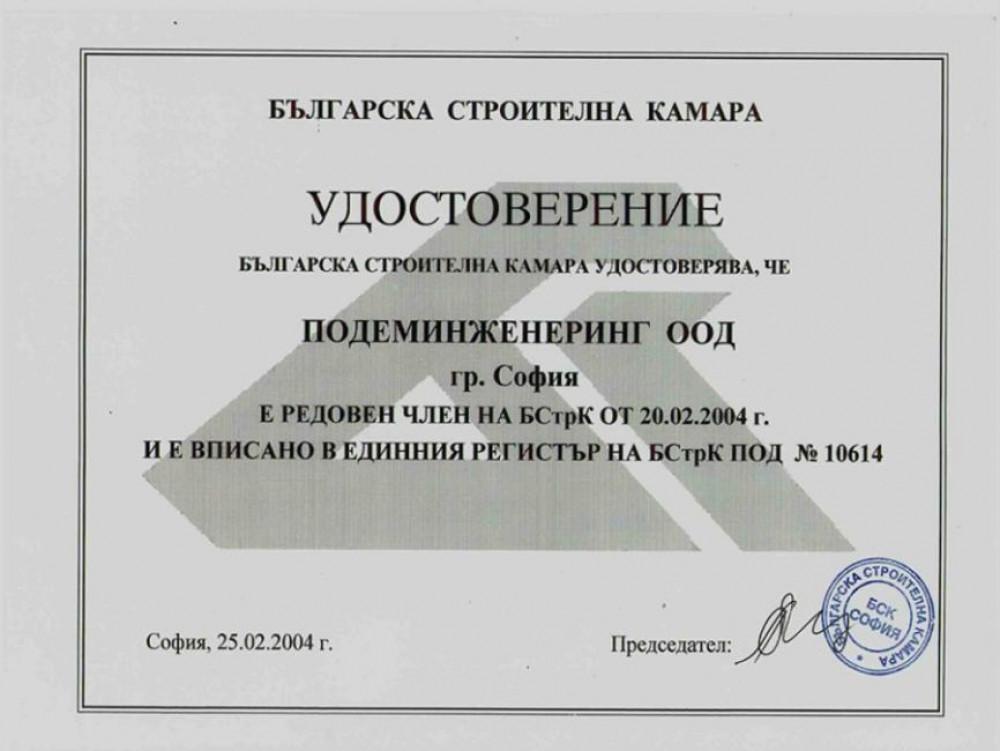 БЪЛГАРСКА СТРОИТЕЛНА КАМАРА
УДОСТОВЕРЕНИЕ
БЪЛГАРСКА СТРОИТЕЛНА КАМАРА УДОСТОВЕРЯВА, ЧЕ
ПОДЕМИНЖЕНЕРИНГ ООД
гр. София
Е РЕДОВЕН ЧЛЕН НА БСтрК ОТ 20.02.2004 г.
И Е ВПИСАНО В ЕДИННИЯ РЕГИСТЪР НА БСтрК ПОД № 10614
София, 25.02.2004 г.
Председател:
БЪЛГАРСКА СТРОИТЕЛНА КАМАРА
БСК
СОФИЯ